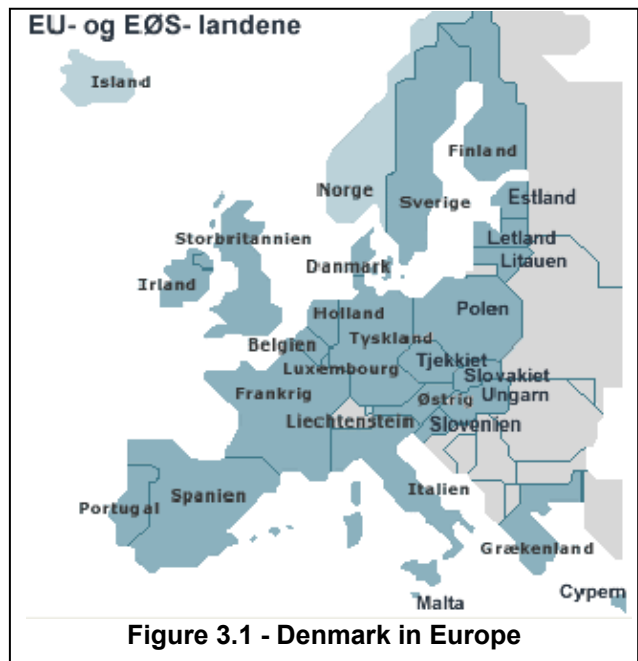 EU- og EØS- landene
Island
Finland
Norge
Sverige
Estland
Storbritannien
Letland
Danmark
Litauen
Irland
Holland
Polen
Tyskland
Belgien
Tjekkiet
Luxembourg
Slovakiet
Frankrig
Østrig
Ungarn
Liechtenstein
Slovenien
Italien
Spanien
Portugal
Grækenland
Cypern
Malta
Figure 3.1 - Denmark in Europe